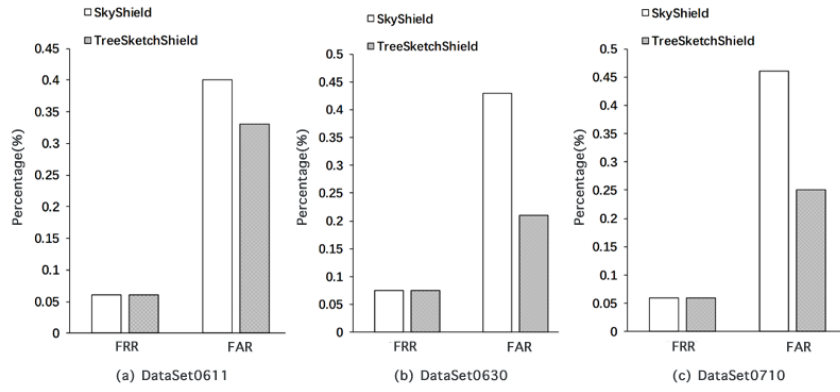 SkyShield
TreeSketchShield
0.45
0.4
0.35
0.3
0.25
0.2
0.15
0.1
0.05
0
Percentage(%)
FRR
FAR
(a) DataSet0611
SkyShield
TreeSketchShield
0.5
0.45
0.4
0.35
0.3
0.25
0.2
0.15
0.1
0.05
0
Percentage(%)
FRR
FAR
(b) DataSet0630
SkyShield
TreeSketchShield
0.5
0.45
0.4
0.35
0.3
0.25
0.2
0.15
0.1
0.05
0
Percentage(%)
FRR
FAR
(c) DataSet0710